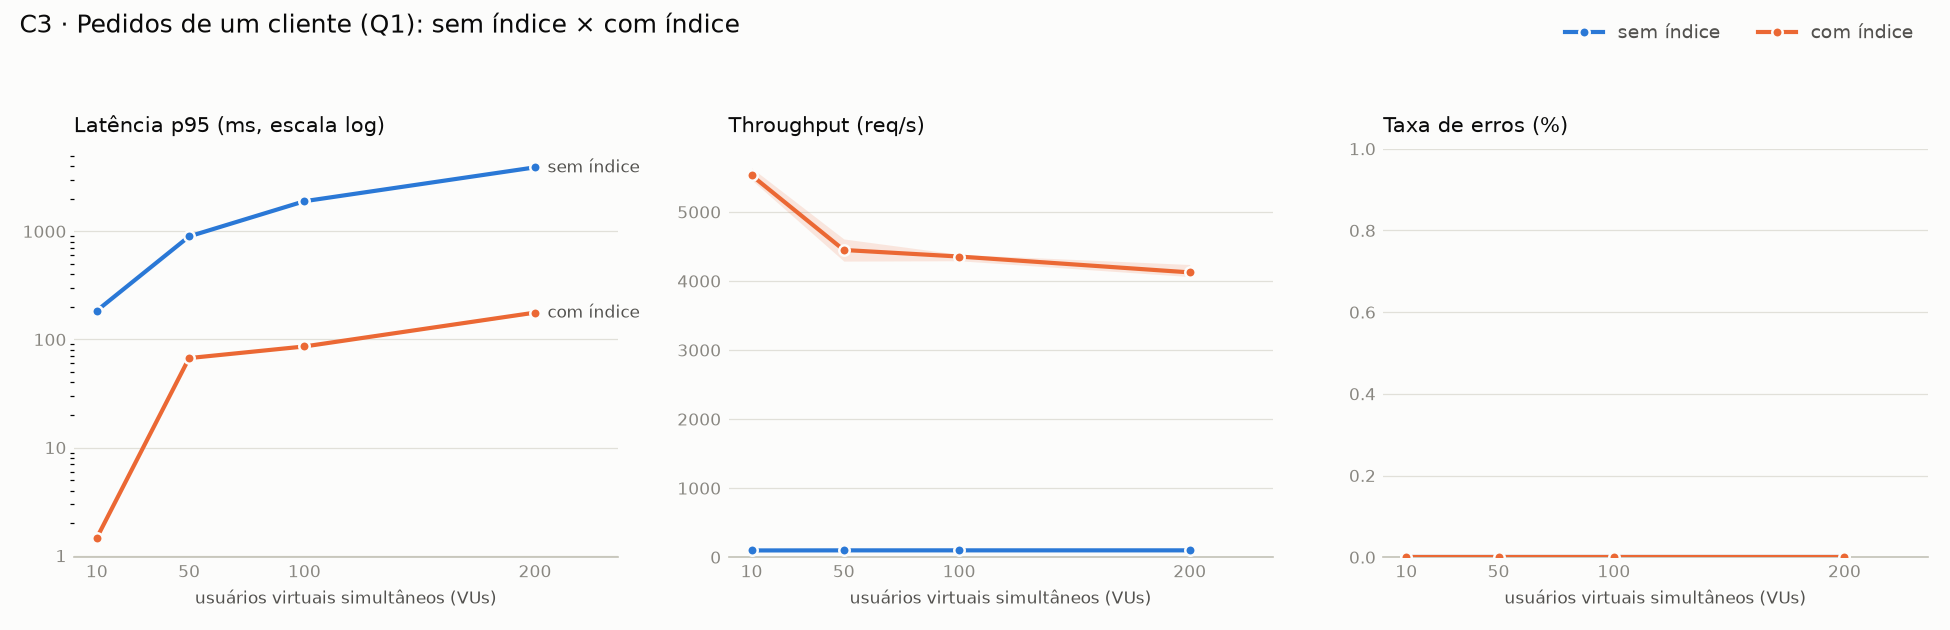 C3 · Pedidos de um cliente (Q1): sem índice × com índice
sem índice
com índice
Latência p95 (ms, escala log)
1000
100
10
1
sem índice
com índice
10 50 100 200
usuários virtuais simultâneos (VUs)
Throughput (req/s)
5000
4000
3000
2000
1000
0
10 50 100 200
usuários virtuais simultâneos (VUs)
Taxa de erros (%)
1.0
0.8
0.6
0.4
0.2
0.0
10 50 100 200
usuários virtuais simultâneos (VUs)